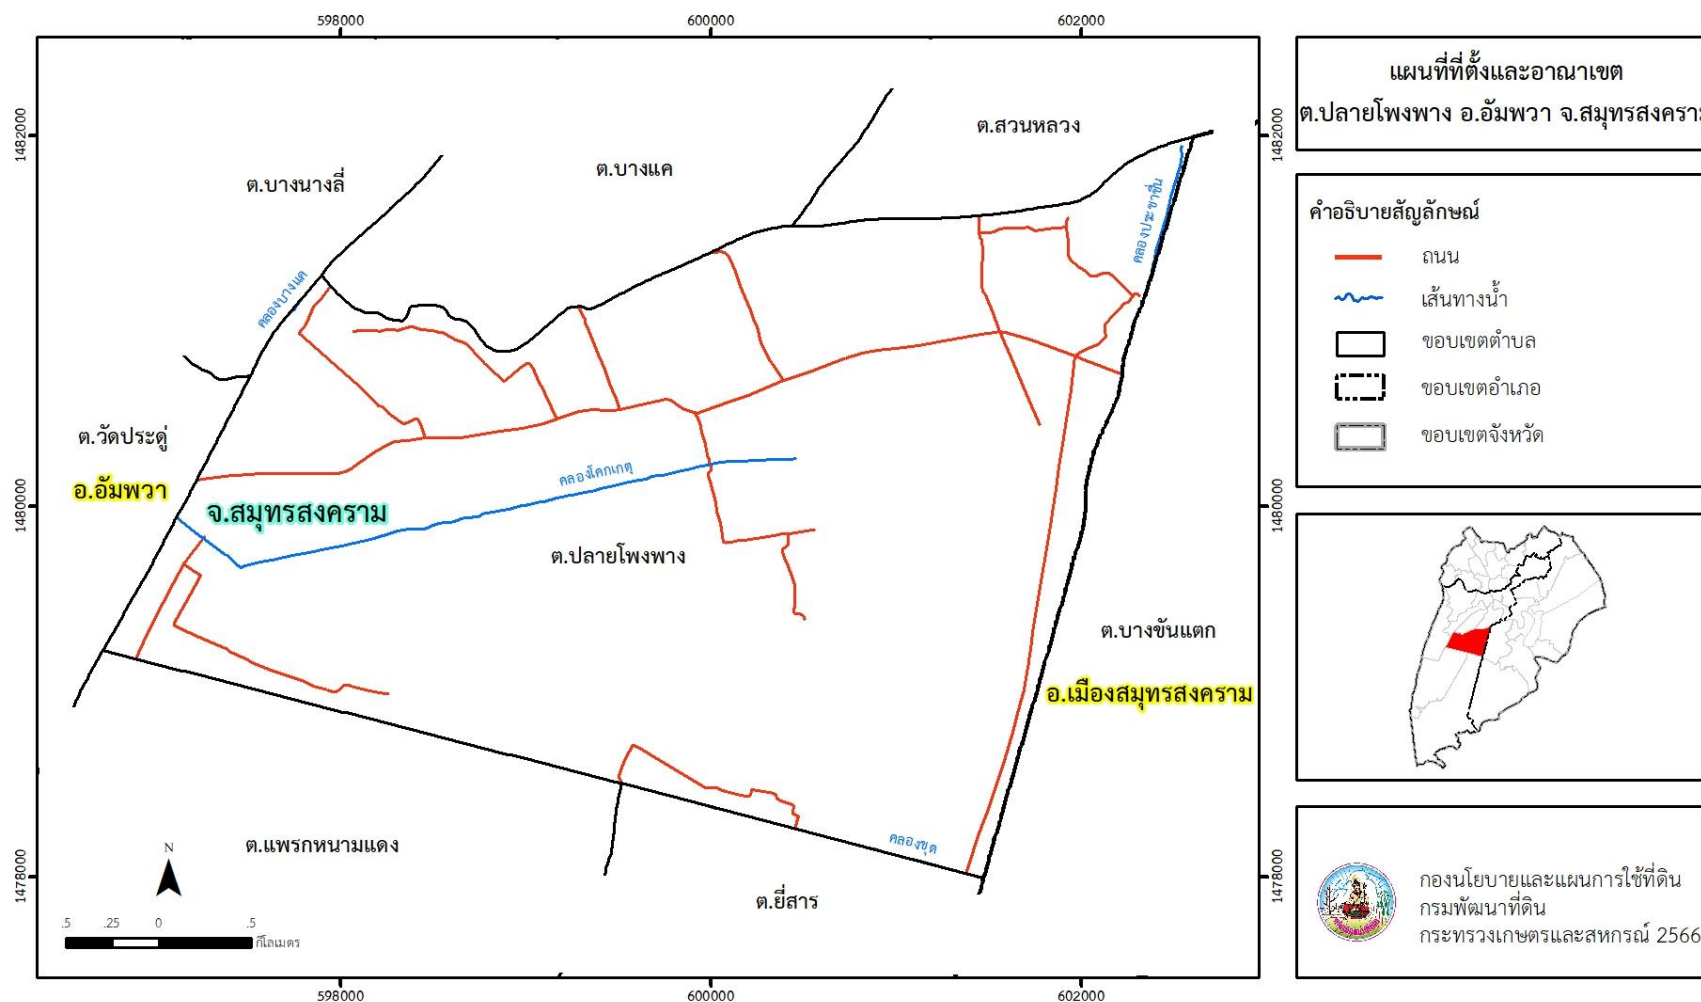 598000
600000
602000
1482000
1482000
1480000
1480000
1478000
1478000
598000
600000
602000
ต.สวนหลวง
ต.บางแค
ต.บางนางลี่
คลองประชาชื่น
คลองบางแค
ต.วัดประดู่
อ.อัมพวา
จ.สมุทรสงคราม
คลองโคกเกตุ
ต.ปลายโพงพาง
ต.บางขันแตก
อ.เมืองสมุทรสงคราม
คลองขุด
ต.แพรกหนามแดง
ต.ยี่สาร
N
.5 .25 0 .5
กิโลเมตร
แผนที่ที่ตั้งและอาณาเขต
ต.ปลายโพงพาง อ.อัมพวา จ.สมุทรสงคราม
คำอธิบายสัญลักษณ์
ถนน
เส้นทางน้ำ
ขอบเขตตำบล
ขอบเขตอำเภอ
ขอบเขตจังหวัด
กองนโยบายและแผนการใช้ที่ดิน
กรมพัฒนาที่ดิน
กระทรวงเกษตรและสหกรณ์ 2566